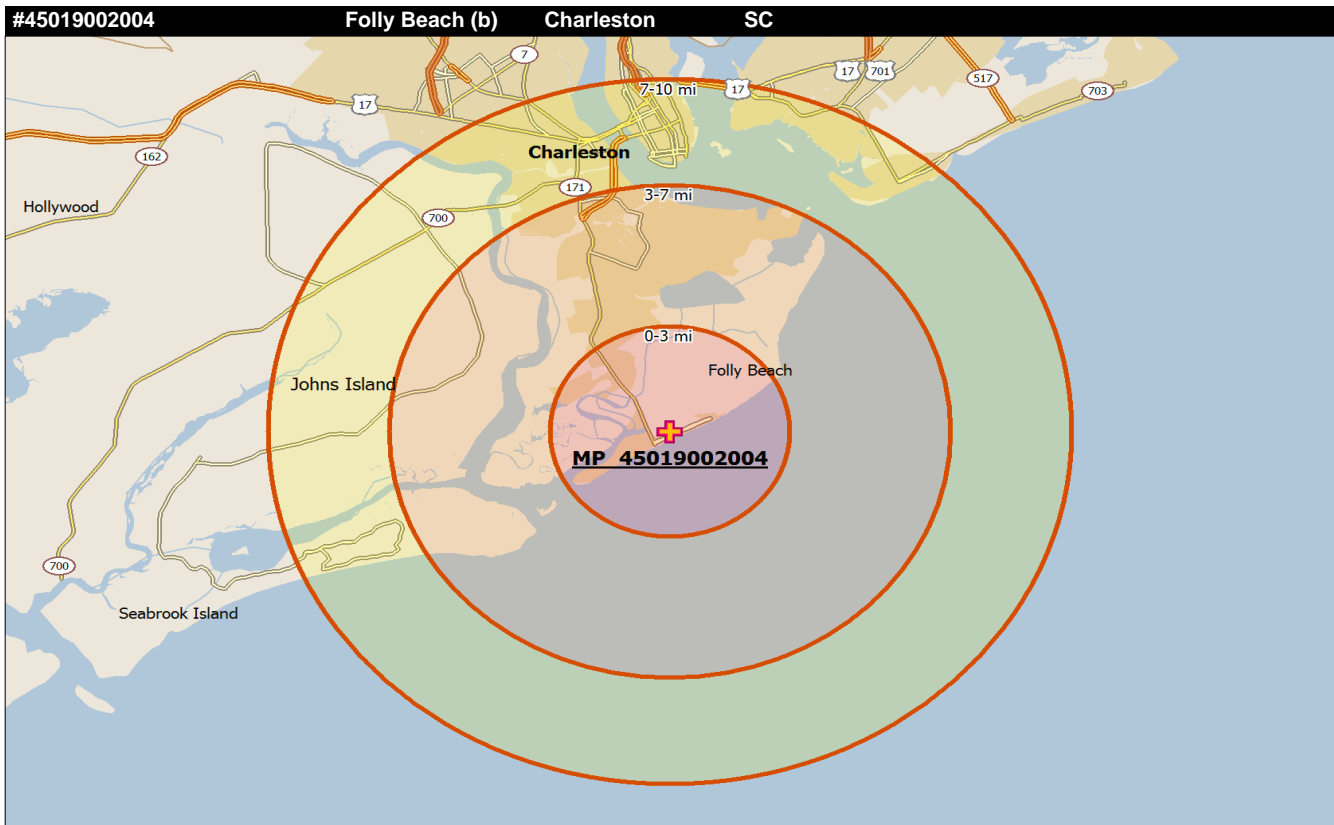 #45019002004 Folly Beach (b) Charleston SC
7
17
7-10 mi
17
17
701
517
703
162
Charleston
171
3-7 mi
Hollywood
700
0-3 mi
Folly Beach
Johns Island
MP 45019002004
700
Seabrook Island